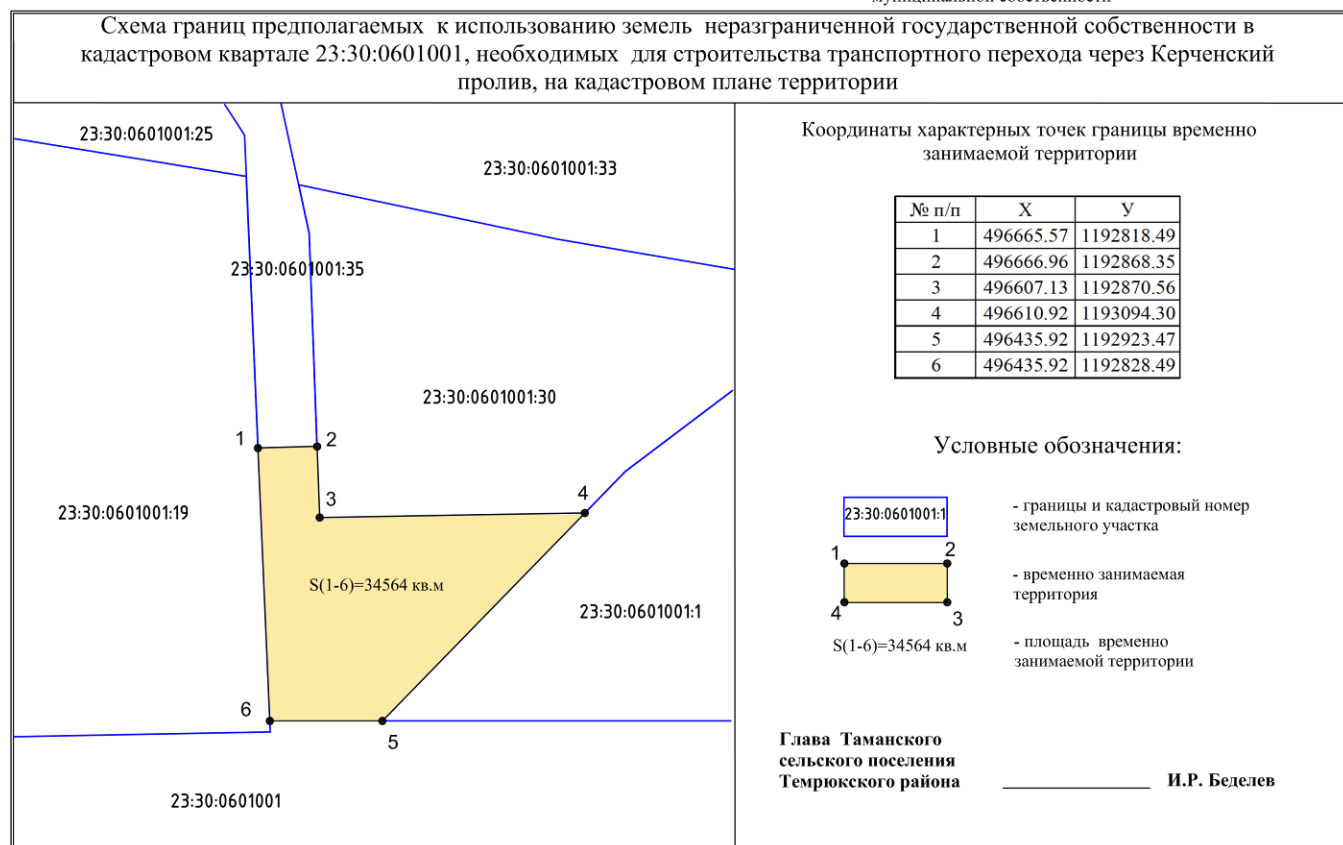 муниципальной собственности
Схема границ предполагаемых к использованию земель неразграниченной государственной собственности в
кадастровом квартале 23:30:0601001, необходимых для строительства транспортного перехода через Керченский
пролив, на кадастровом плане территории
23:30:0601001:25
23:30:0601001:33
23:30:0601001:35
23:30:0601001:30
1
2
3
4
23:30:0601001:19
S(1-6)=34564 кв.м
23:30:0601001:1
6
5
23:30:0601001
Координаты характерных точек границы временно
занимаемой территории
№ п/п X У
1 496665.57 1192818.49
2 496666.96 1192868.35
3 496607.13 1192870.56
4 496610.92 1193094.30
5 496435.92 1192923.47
6 496435.92 1192828.49
Условные обозначения:
23:30:0601001:1
- границы и кадастровый номер
земельного участка
1 2
4 3
- временно занимаемая
территория
S(1-6)=34564 кв.м
- площадь временно
занимаемой территории
Глава Таманского
сельского поселения
Темрюкского района И.Р. Беделев